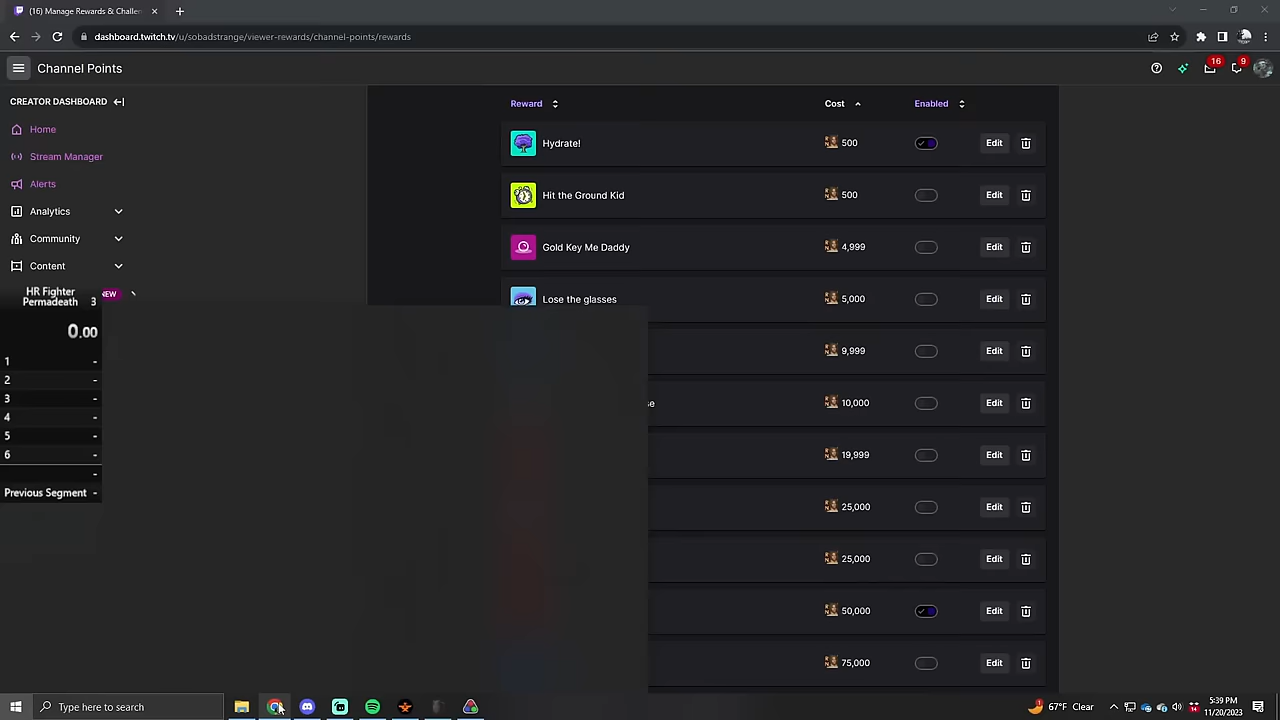 (16) Manage Rewards & Challen
dashboard.twitch.tv/u/sobadstrange/viewer-rewards/channel-points/rewards
Channel Points
16
9
CREATOR DASHBOARD
Home
Stream Manager
Alerts
Analytics
Community
Content
HR Fighter
Permadeath 3
0.00
1 -
2 -
3 -
4 -
5 -
6 -
-
Previous Segment -
Reward Cost Enabled
Hydrate! 500 Edit
Hit the Ground Kid 500 Edit
Gold Key Me Daddy 4,999 Edit
Lose the glasses 5,000 Edit
9,999 Edit
se 10,000 Edit
19,999 Edit
25,000 Edit
25,000 Edit
50,000 Edit
75,000 Edit
Type here to search
1
67°F Clear
5:39 PM
11/20/2023